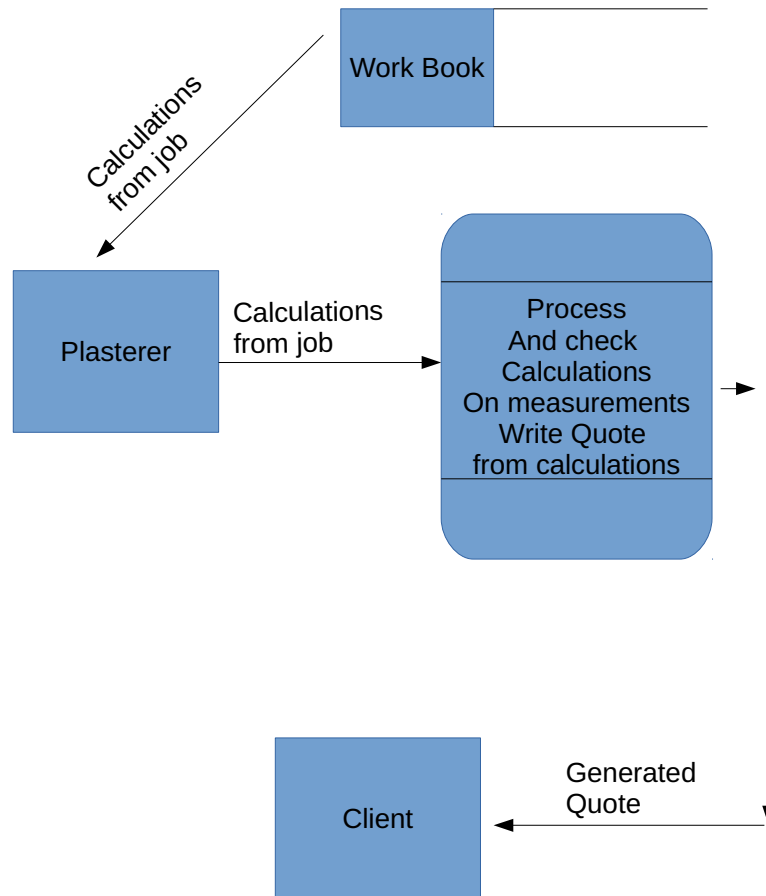 Work Book
Calculations
from job
Plasterer
Calculations
from job
Process
And check
Calculations
On measurements
Write Quote
from calculations
Generated
Quote
Client